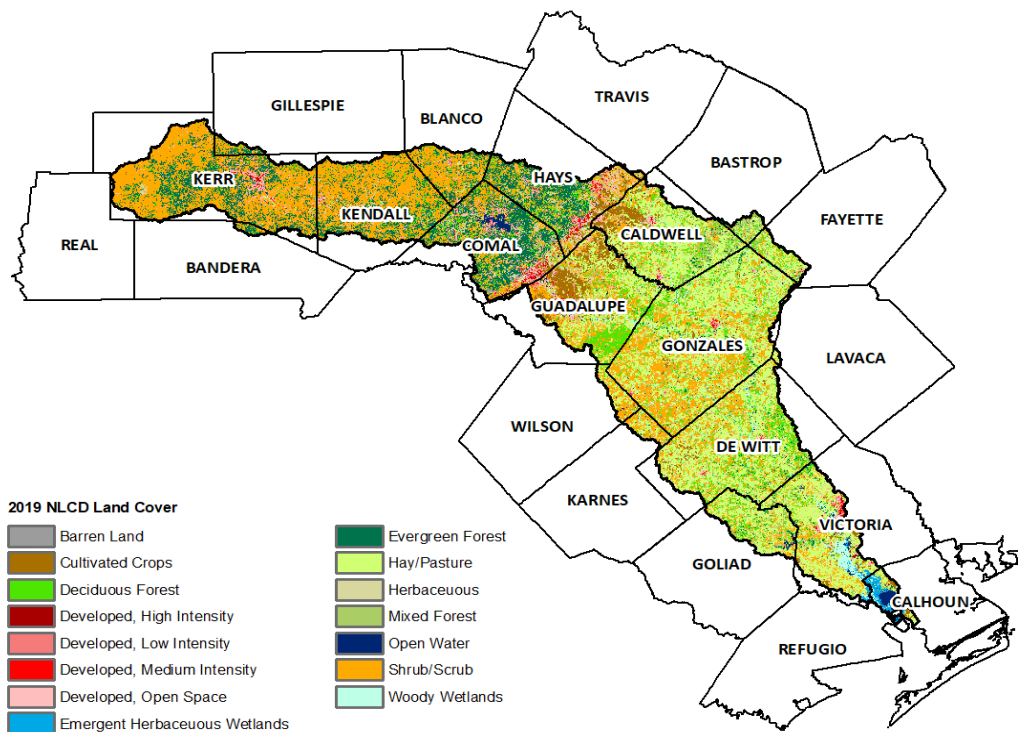 GILLESPIE
TRAVIS
BLANCO
BASTROP
KERR
HAYS
KENDALL
FAYETTE
REAL
CALDWELL
COMAL
BANDERA
GUADALUPE
GONZALES
LAVACA
WILSON
DE WITT
KARNES
VICTORIA
GOLIAD
CALHOUN
REFUGIO
2019 NLCD Land Cover
Barren Land
Cultivated Crops
Deciduous Forest
Developed, High Intensity
Developed, Low Intensity
Developed, Medium Intensity
Developed, Open Space
Emergent Herbaceuous Wetlands
Evergreen Forest
Hay/Pasture
Herbaceous
Mixed Forest
Open Water
Shrub/Scrub
Woody Wetlands